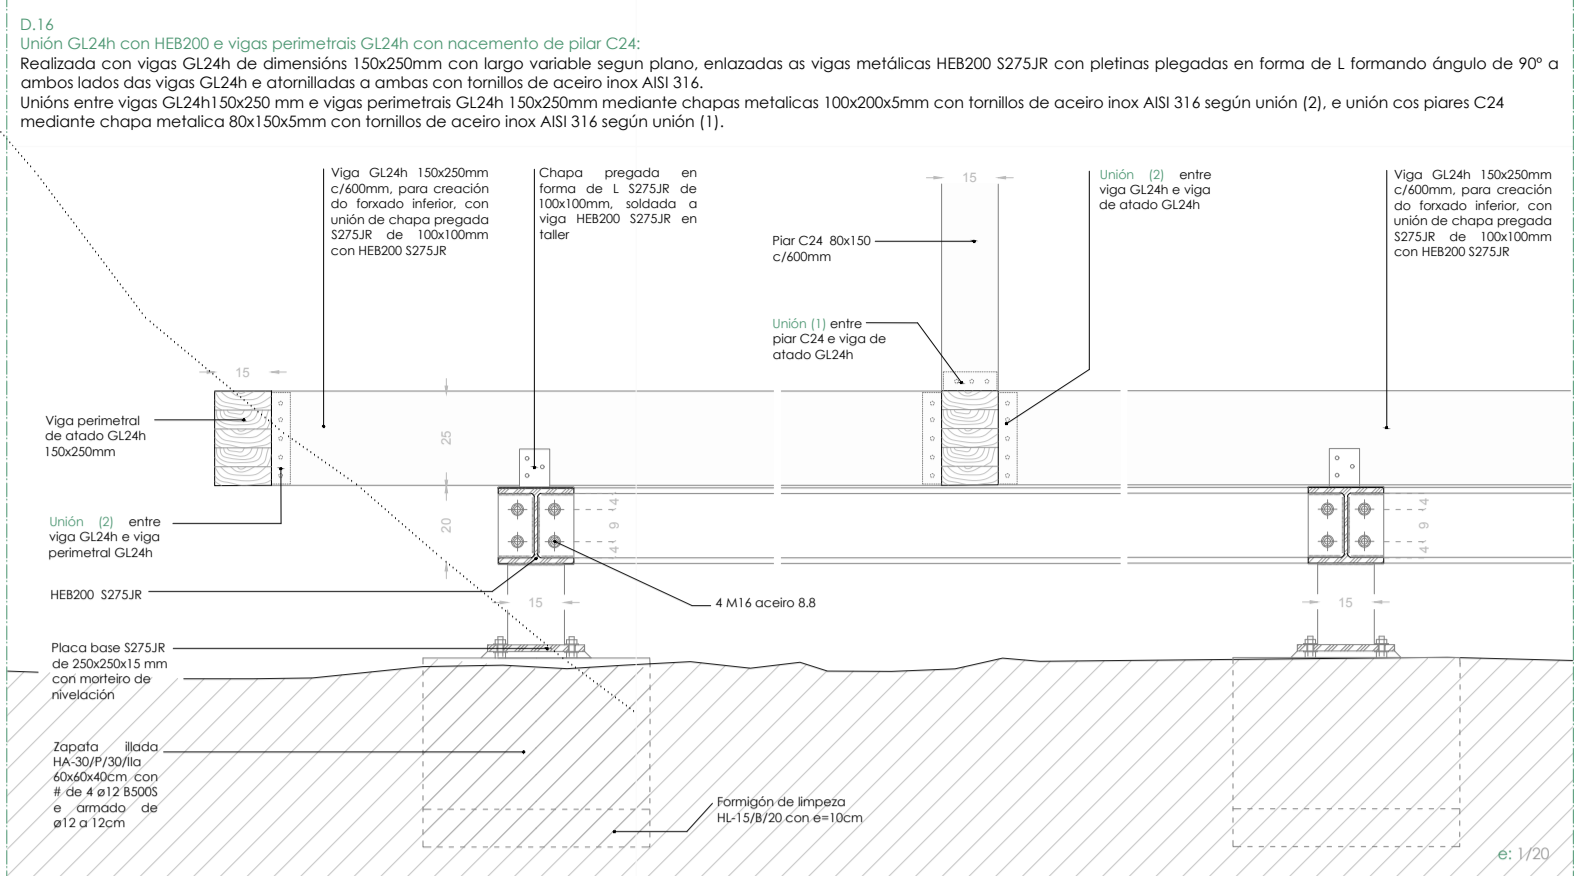 D.16
Unión GL24h con HEB200 e vigas perimetrais GL24h con nacemento de pilar C24:
Realizada con vigas GL24h de dimensións 150x250mm con largo variable segun plano, enlazadas as vigas metálicas HEB200 S275JR con pletinas plegadas en forma de L formando ángulo de 90º a
ambos lados das vigas GL24h e atornilladas a ambas con tornillos de aceiro inox AISI 316.
Unións entre vigas GL24h150x250 mm e vigas perimetrais GL24h 150x250mm mediante chapas metalicas 100x200x5mm con tornillos de aceiro inox AISI 316 según unión (2), e unión cos piares C24
mediante chapa metalica 80x150x5mm con tornillos de aceiro inox AISI 316 según unión (1).
Viga GL24h 150x250mm
c/600mm, para creación
do forxado inferior, con
unión de chapa pregada
S275JR de 100x100mm
con HEB200 S275JR
Chapa pregada en
forma de L S275JR de
100x100mm, soldada a
viga HEB200 S275JR en
taller
15
Piar C24 80x150
c/600mm
Unión (2) entre
viga GL24h e viga
de atado GL24h
Viga GL24h 150x250mm
c/600mm, para creación
do forxado inferior, con
unión de chapa pregada
S275JR de 100x100mm
con HEB200 S275JR
Unión (1) entre
piar C24 e viga de
atado GL24h
15
Viga perimetral
de atado GL24h
150x250mm
25
Unión (2) entre
viga GL24h e viga
perimetral GL24h
20
4
9
4
4
9
4
HEB200 S275JR
15
4 M16 aceiro 8.8
15
Placa base S275JR
de 250x250x15 mm
con morteiro de
nivelación
Zapata illada
HA-30/P/30/IIa
60x60x40cm con
# de 4 ø12 B500S
e armado de
ø12 a 12cm
Formigón de limpeza
HL-15/B/20 con e=10cm
e: 1/20